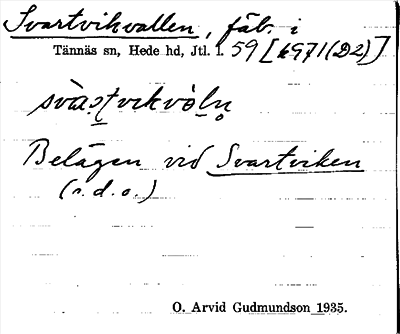 Svartvikvallen, fäb. i
Tännäs sn, Hede hd, Jtl. l. 59 [6971(D2)]
Belägen vid Svartviken
(s.d.o.)
O. Arvid Gudmundson 1935.